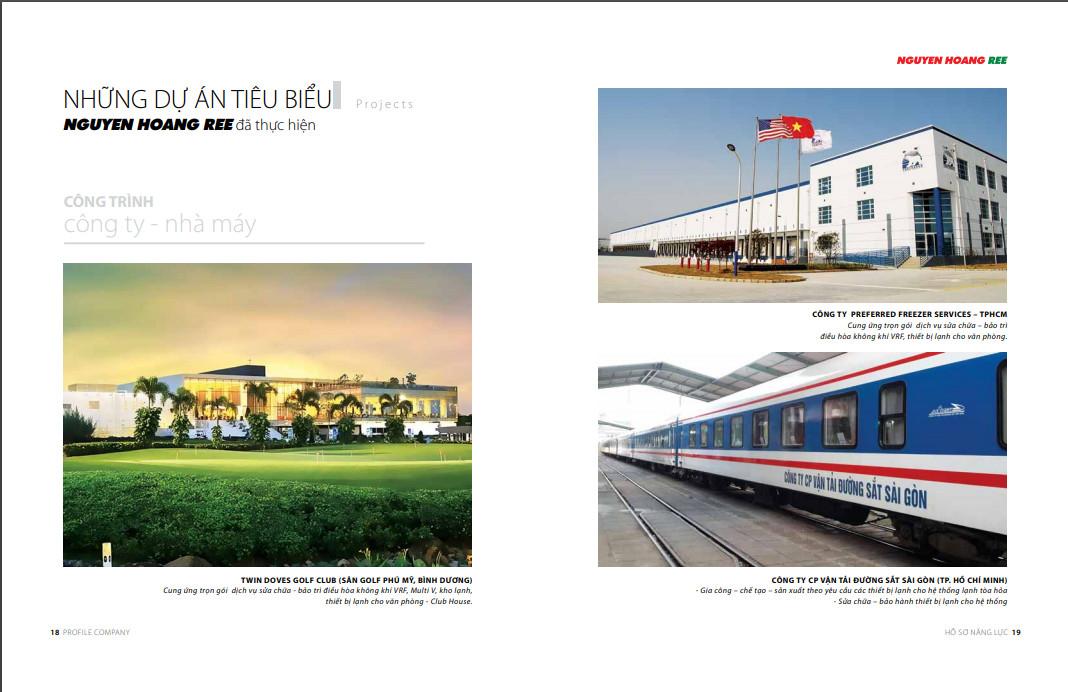 NHỮNG DỰ ÁN TIÊU BIỂU
Projects
NGUYEN HOANG REE đã thực hiện
CÔNG TRÌNH
công ty - nhà máy
TWIN DOVES GOLF CLUB (SÂN GOLF PHÚ MỸ, BÌNH DƯƠNG)
Cung ứng trọn gói dịch vụ sửa chữa - bảo trì điều hòa không khí VRF, Multi V, kho lạnh,
thiết bị lạnh cho văn phòng - Club House.
18 PROFILE COMPANY
NGUYEN HOANG REE
CÔNG TY PREFERRED FREEZER SERVICES – TPHCM
Cung ứng trọn gói dịch vụ sửa chữa – bảo trì
điều hòa không khí VRF, thiết bị lạnh cho văn phòng.
CÔNG TY CP VẬN TẢI ĐƯỜNG SẮT SÀI GÒN
CÔNG TY CP VẬN TẢI ĐƯỜNG SẮT SÀI GÒN (TP. HỒ CHÍ MINH)
- Gia công – chế tạo – sản xuất theo yêu cầu các thiết bị lạnh cho hệ thống lạnh tòa hỏa
- Sửa chữa – bảo hành thiết bị lạnh cho hệ thống
HỒ SƠ NĂNG LỰC 19